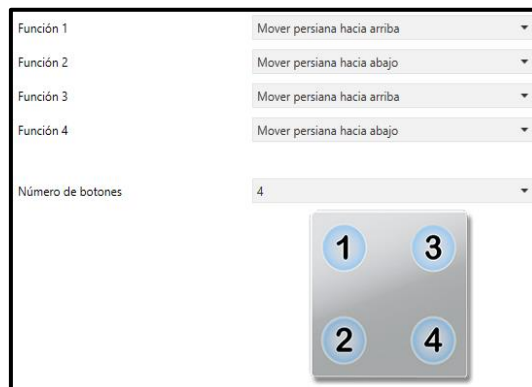 Función 1 Mover persiana hacia arriba
Función 2 Mover persiana hacia abajo
Función 3 Mover persiana hacia arriba
Función 4 Mover persiana hacia abajo
Número de botones 4
1 3
2 4